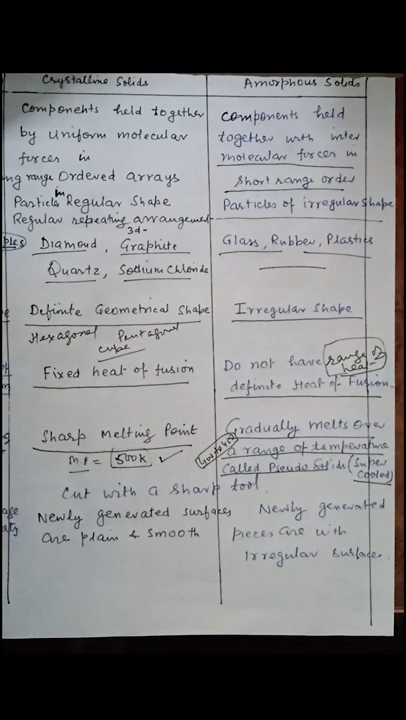 Crystalline Solids
Amorphous Solids
Components held together
by uniform molecular
forces in
ng range Ordered arrays
Particles in Regular Shape
Regular repeating arrangement
3d-
Components held
together with inter
molecular forces in
Short range order
Particles of irregular shape
ples
Diamond, Graphite
Quartz, Sodium Chloride
Glass, Rubber, Plastics
Definite Geometrical Shape
Hexagonal Pentagonal
cube
Irregular Shape
Fixed heat of fusion
Do not have range of
heat
definite Heat of Fusion.
Sharp Melting Point
M.P = 500k
Gradually melts over
a range of temperature
Called Pseudo Solids (Super
Cooled)
Cut with a sharp tool
Newly generated surfaces
are plain & smooth
Newly generated
pieces are with
irregular surfaces.
age